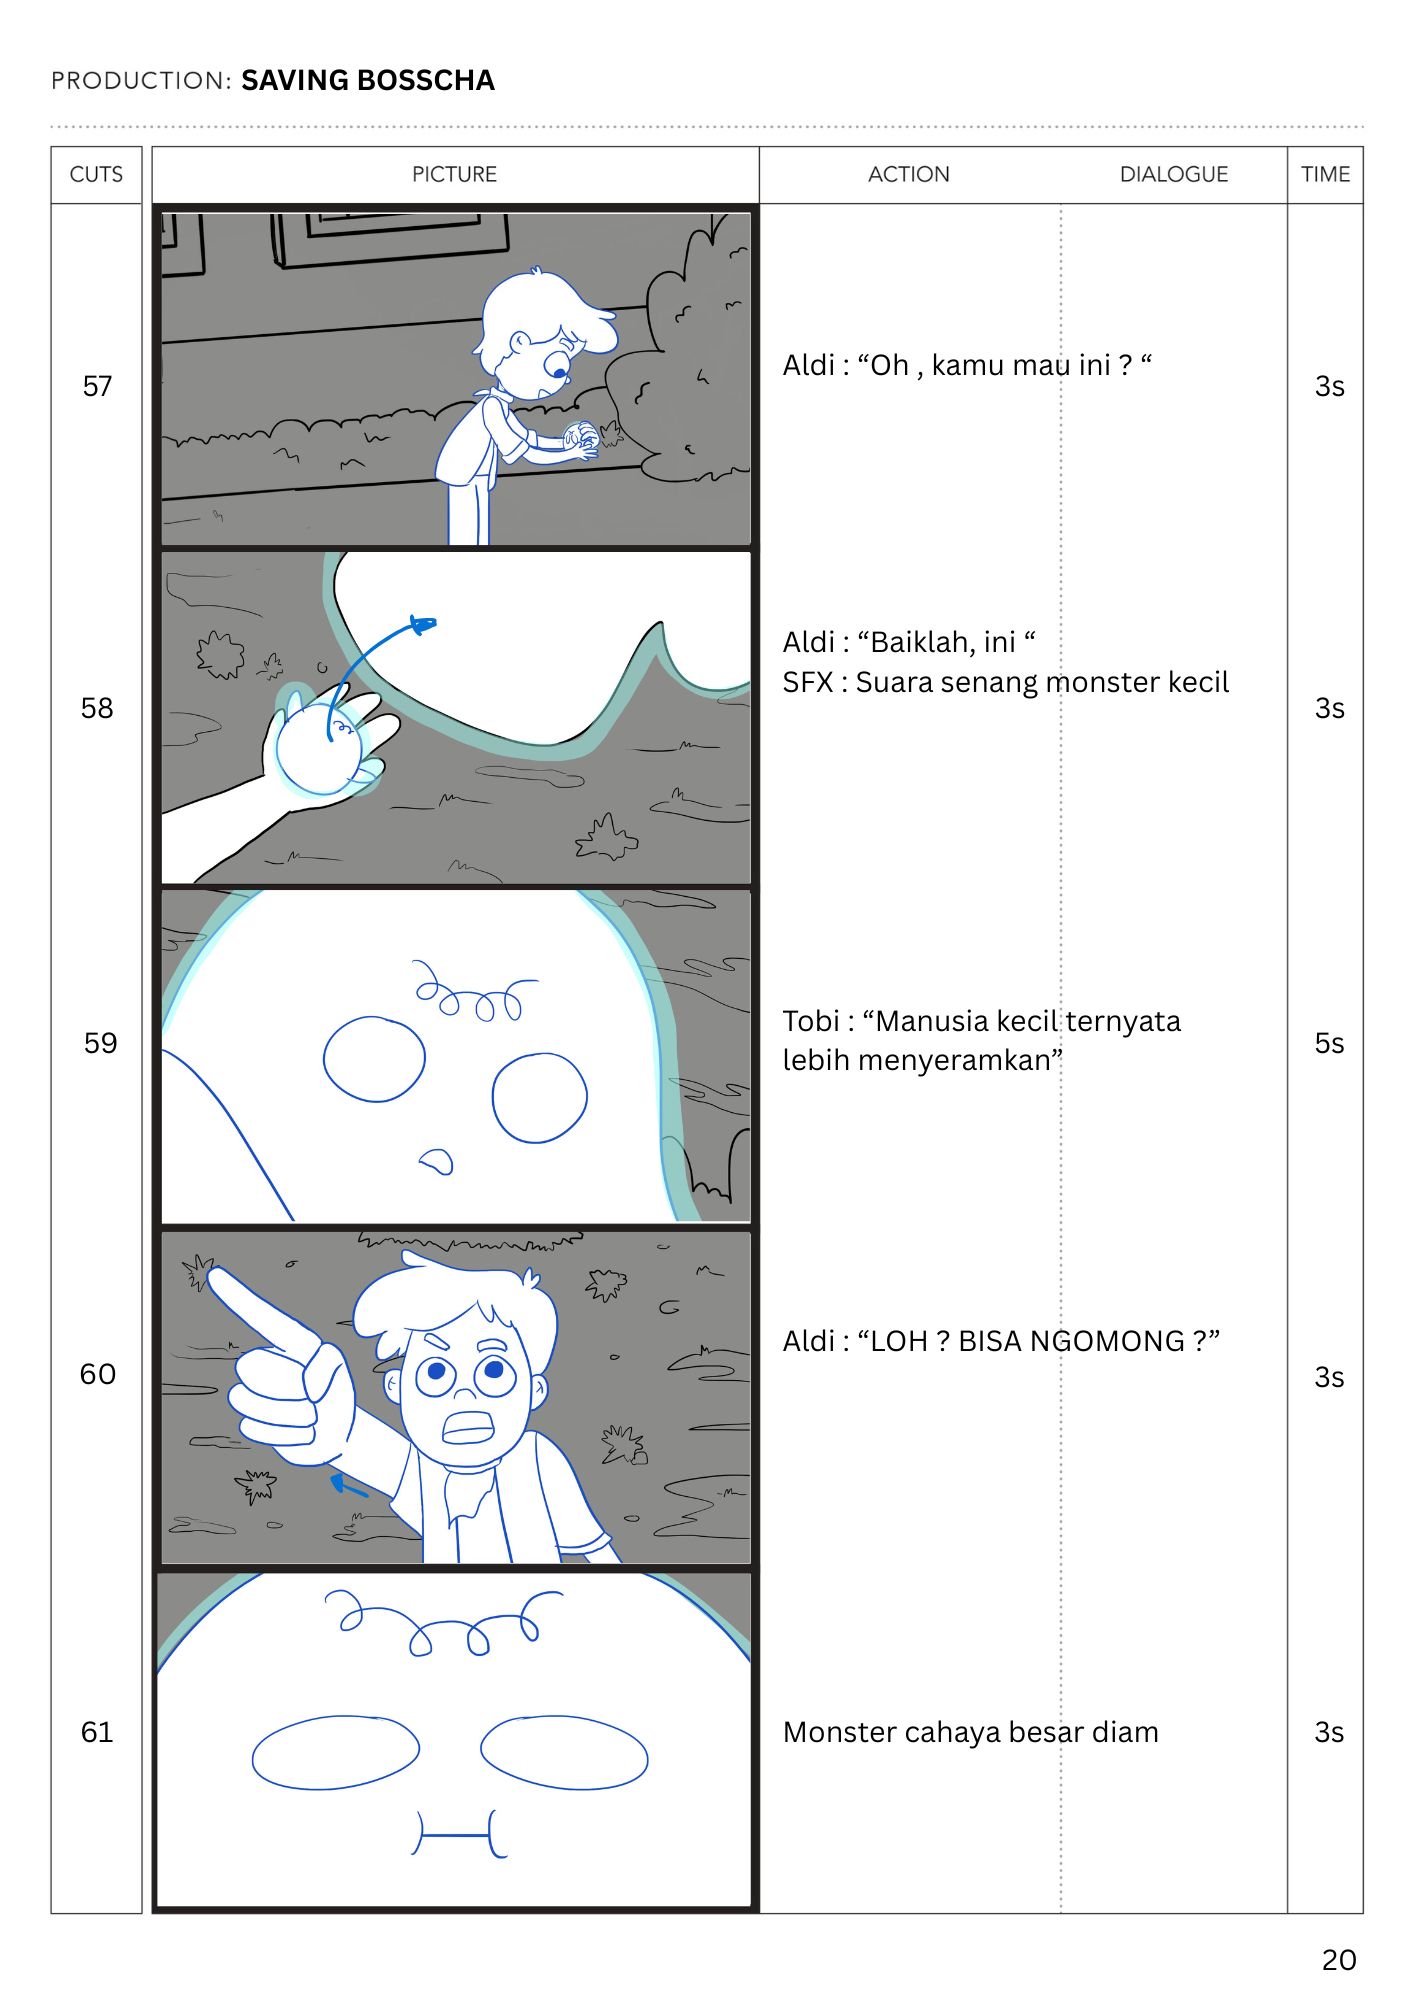 PRODUCTION: SAVING BOSSCHA
CUTS PICTURE ACTION DIALOGUE TIME
57
Aldi : “Oh , kamu mau ini ? “
3s
58
Aldi : “Baiklah, ini “
SFX : Suara senang monster kecil
3s
59
Tobi : “Manusia kecil ternyata
lebih menyeramkan”
5s
60
Aldi : “LOH ? BISA NGOMONG ?”
3s
61
Monster cahaya besar diam
3s
20